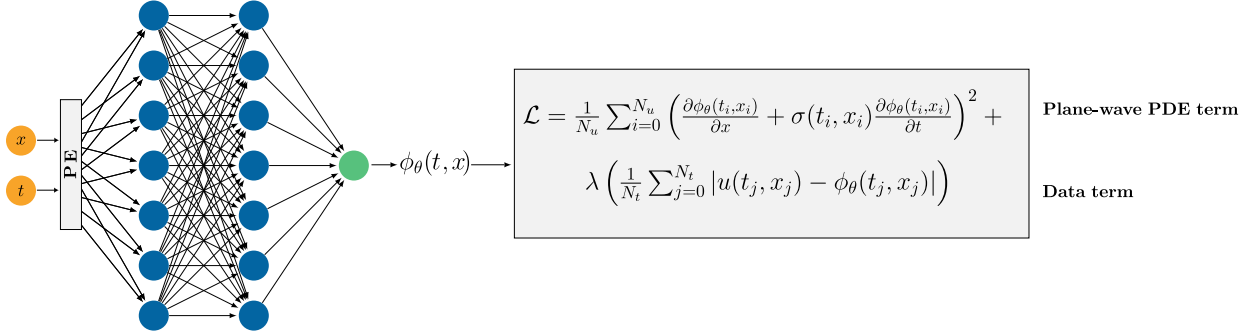 x
t
PE
ϕ_θ(t, x)
ℒ = 1/N_u ∑_{i=0}^{N_u} (∂ϕ_θ(t_i,x_i)/∂x + σ(t_i, x_i) ∂ϕ_θ(t_i,x_i)/∂t)^2 +
λ (1/N_t ∑_{j=0}^{N_t} |u(t_j, x_j) − ϕ_θ(t_j, x_j)|)
Plane-wave PDE term
Data term